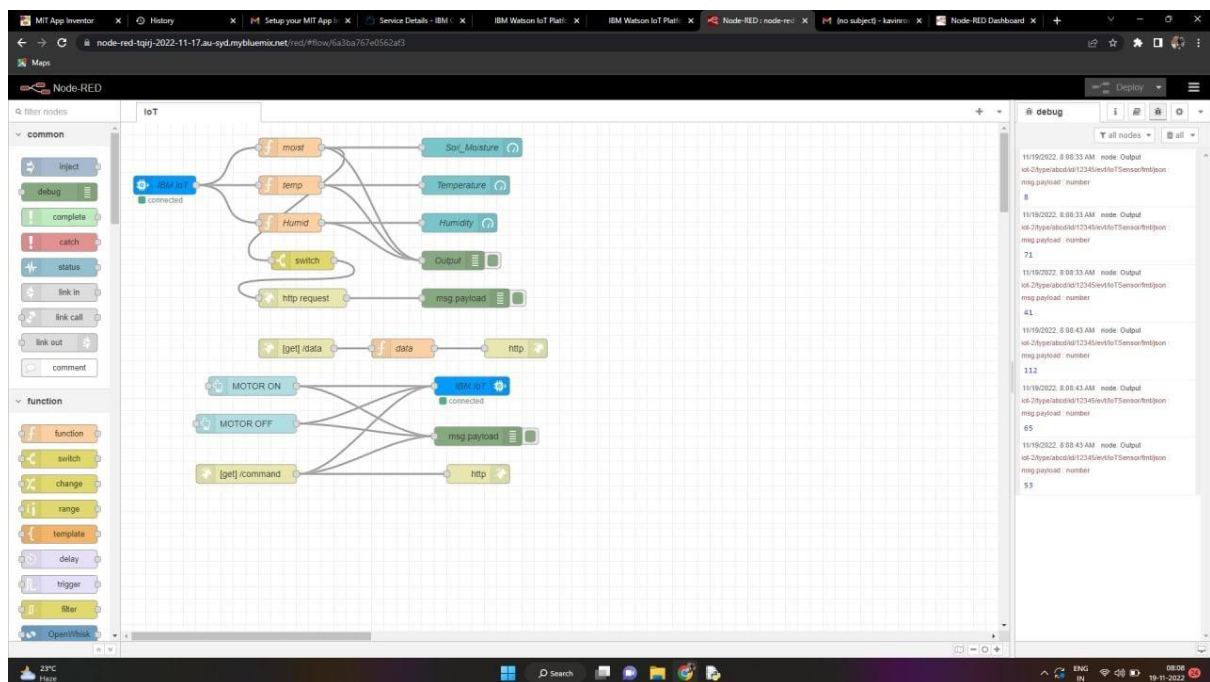 MIT App Inventor
History
Setup your MIT App
Service Details - IBM
IBM Watson IoT Platf
IBM Watson IoT Platf
Node-RED : node-red
(no subject) - kavinro
Node-RED Dashboard
node-red-tqirj-2022-11-17.au-syd.mybluemix.net/red/#flow/6a3ba767e0562af3
Maps
Node-RED
Deploy
filter nodes
common
inject
debug
complete
catch
status
link in
link call
link out
comment
function
function
switch
change
range
template
delay
trigger
filter
OpenWhisk
IoT
moist
Soil_Moisture
IBM IoT
temp
Temperature
connected
Humid
Humidity
switch
Output
http request
msg.payload
[get] /data
data
http
MOTOR ON
IBM IoT
connected
MOTOR OFF
msg.payload
[get] /command
http
debug
all nodes
all
11/19/2022, 8:08:33 AM node: Output
iot-2/type/abcd/id/12345/evt/IoTSensor/fmt/json :
msg.payload : number
8
11/19/2022, 8:08:33 AM node: Output
iot-2/type/abcd/id/12345/evt/IoTSensor/fmt/json :
msg.payload : number
71
11/19/2022, 8:08:33 AM node: Output
iot-2/type/abcd/id/12345/evt/IoTSensor/fmt/json :
msg.payload : number
41
11/19/2022, 8:08:43 AM node: Output
iot-2/type/abcd/id/12345/evt/IoTSensor/fmt/json :
msg.payload : number
112
11/19/2022, 8:08:43 AM node: Output
iot-2/type/abcd/id/12345/evt/IoTSensor/fmt/json :
msg.payload : number
65
11/19/2022, 8:08:43 AM node: Output
iot-2/type/abcd/id/12345/evt/IoTSensor/fmt/json :
msg.payload : number
53
23°C
Haze
Search
ENG
IN
08:08
19-11-2022